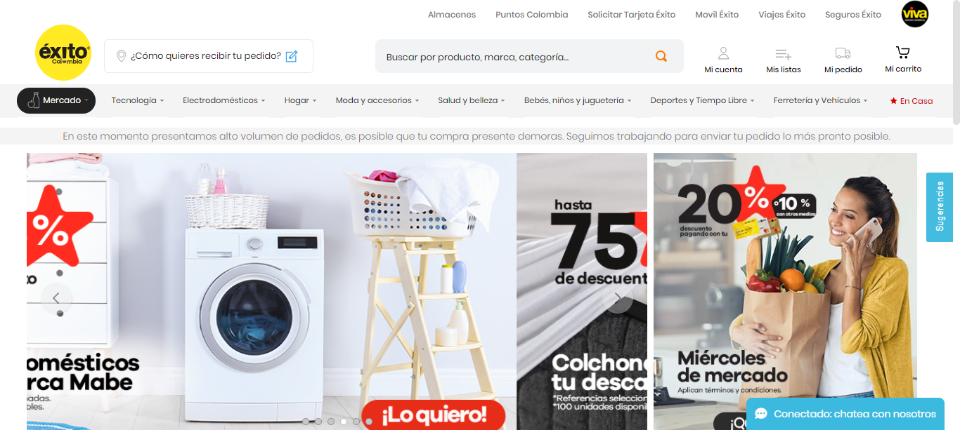 Almacenes Puntos Colombia Solicitar Tarjeta Éxito Movil Éxito Viajes Éxito Seguros Éxito viva
éxito
Colombia
¿Cómo quieres recibir tu pedido?
Buscar por producto, marca, categoría...
Mi cuenta Mis listas Mi pedido Mi carrito
Mercado Tecnología Electrodomésticos Hogar Moda y accesorios Salud y belleza Bebés, niños y juguetería Deportes y Tiempo Libre Ferretería y Vehículos En Casa
En este momento presentamos alto volumen de pedidos, es posible que tu compra presente demoras. Seguimos trabajando para enviar tu pedido lo más pronto posible.
%
to
omésticos
rca Mabe
nadas.
bles.
¡Lo quiero!
hasta
75
de descuent
Colchone
tu desca
*Referencias seleccion
*100 unidades disponil
20%
descuento
pagando con tu
o 10%
con otros medios
Miércoles
de mercado
Aplican términos y condiciones.
¡Q
Sugerencias
Conectado: chatea con nosotros